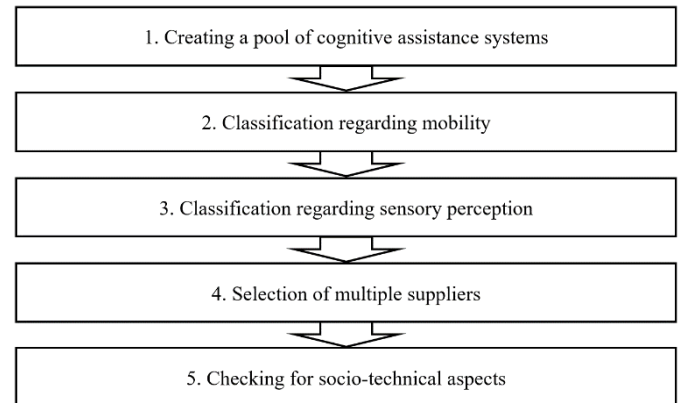 1. Creating a pool of cognitive assistance systems
2. Classification regarding mobility
3. Classification regarding sensory perception
4. Selection of multiple suppliers
5. Checking for socio-technical aspects